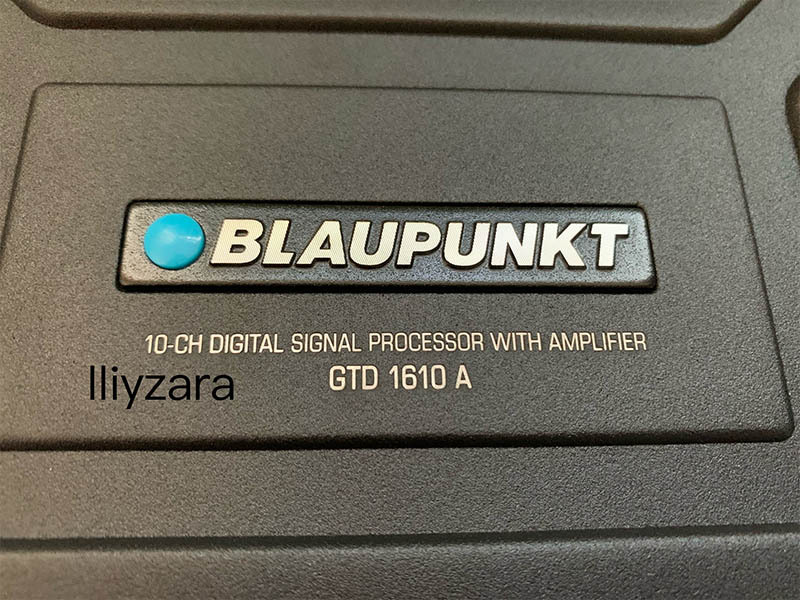 BLAUPUNKT
10-CH DIGITAL SIGNAL PROCESSOR WITH AMPLIFIER
GTD 1610 A
lliyzara